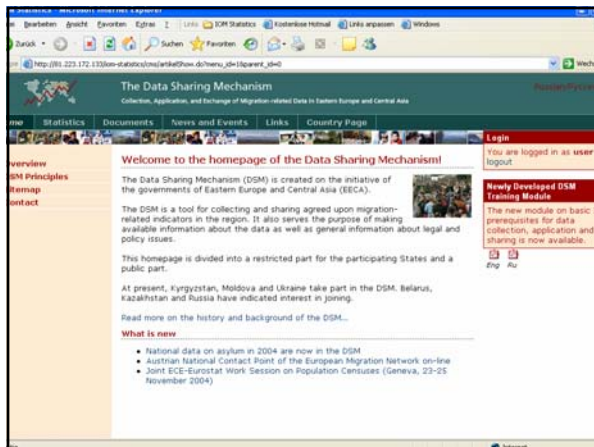 Statistics - Microsoft Internet Explorer
Bearbeiten Ansicht Favoriten Extras ? Links IOM Statistics Kostenlose Hotmail Links anpassen Windows
Zurück Suchen Favoriten
http://81.223.172.133/iom-statistics/cms/artikelShow.do?menu_id=1&parent_id=0 Wech
The Data Sharing Mechanism
Collection, Application, and Exchange of Migration-related Data in Eastern Europe and Central Asia
me Statistics Documents News and Events Links Country Page
verview
SM Principles
itemap
ontact
Welcome to the homepage of the Data Sharing Mechanism!
The Data Sharing Mechanism (DSM) is created on the initiative of
the governments of Eastern Europe and Central Asia (EECA).
The DSM is a tool for collecting and sharing agreed upon migration-
related indicators in the region. It also serves the purpose of making
available information about the data as well as general information about legal and
policy issues.
This homepage is divided into a restricted part for the participating States and a
public part.
At present, Kyrgyzstan, Moldova and Ukraine take part in the DSM. Belarus,
Kazakhstan and Russia have indicated interest in joining.
Read more on the history and background of the DSM...
What is new
National data on asylum in 2004 are now in the DSM
Austrian National Contact Point of the European Migration Network on-line
Joint ECE-Eurostat Work Session on Population Censuses (Geneva, 23-25
November 2004)
Login
You are logged in as user
logout
Newly Developed DSM
Training Module
The new module on basic
prerequisites for data
collection, application and
sharing is now available.
Eng Ru
Internet